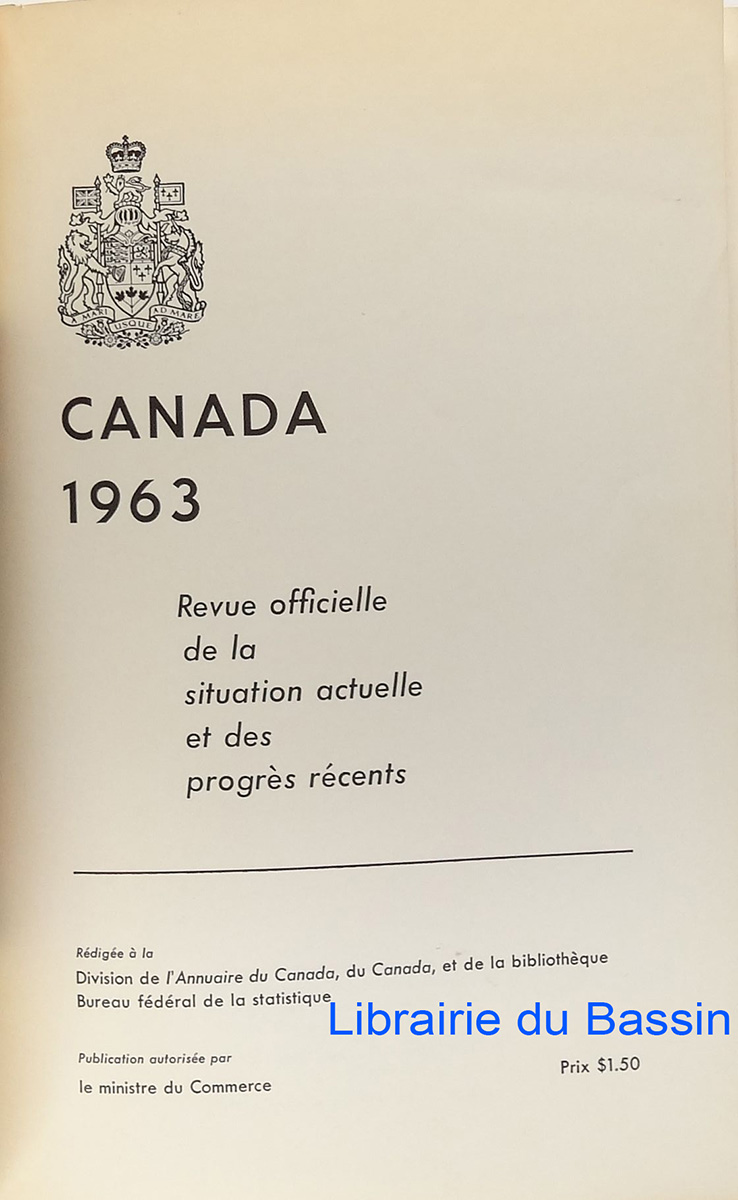 A MARI USQUE AD MARE
CANADA
1963
Revue officielle
de la
situation actuelle
et des
progrès récents
Rédigée à la
Division de l'Annuaire du Canada, du Canada, et de la bibliothèque
Bureau fédéral de la statistique
Librairie du Bassin
Publication autorisée par
le ministre du Commerce
Prix $1.50